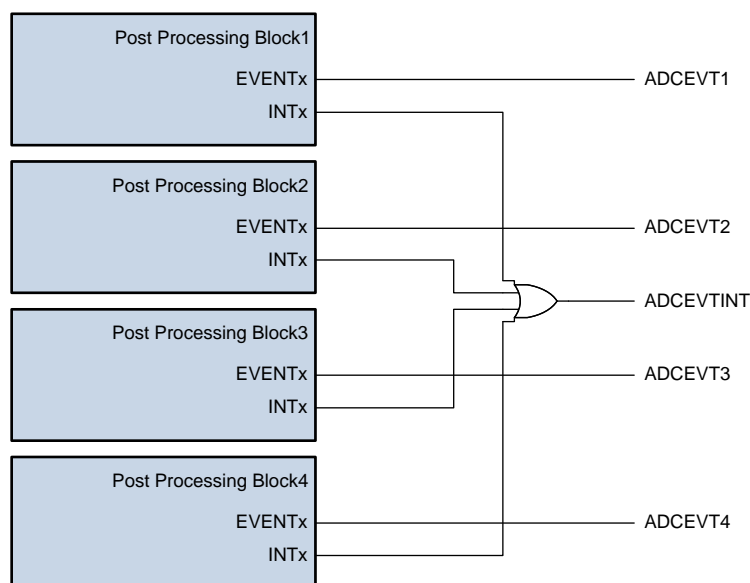 Post Processing Block1
EVENTx
ADCEVT1
INTx
Post Processing Block2
EVENTx
ADCEVT2
INTx
ADCEVTINT
Post Processing Block3
EVENTx
ADCEVT3
INTx
Post Processing Block4
EVENTx
ADCEVT4
INTx